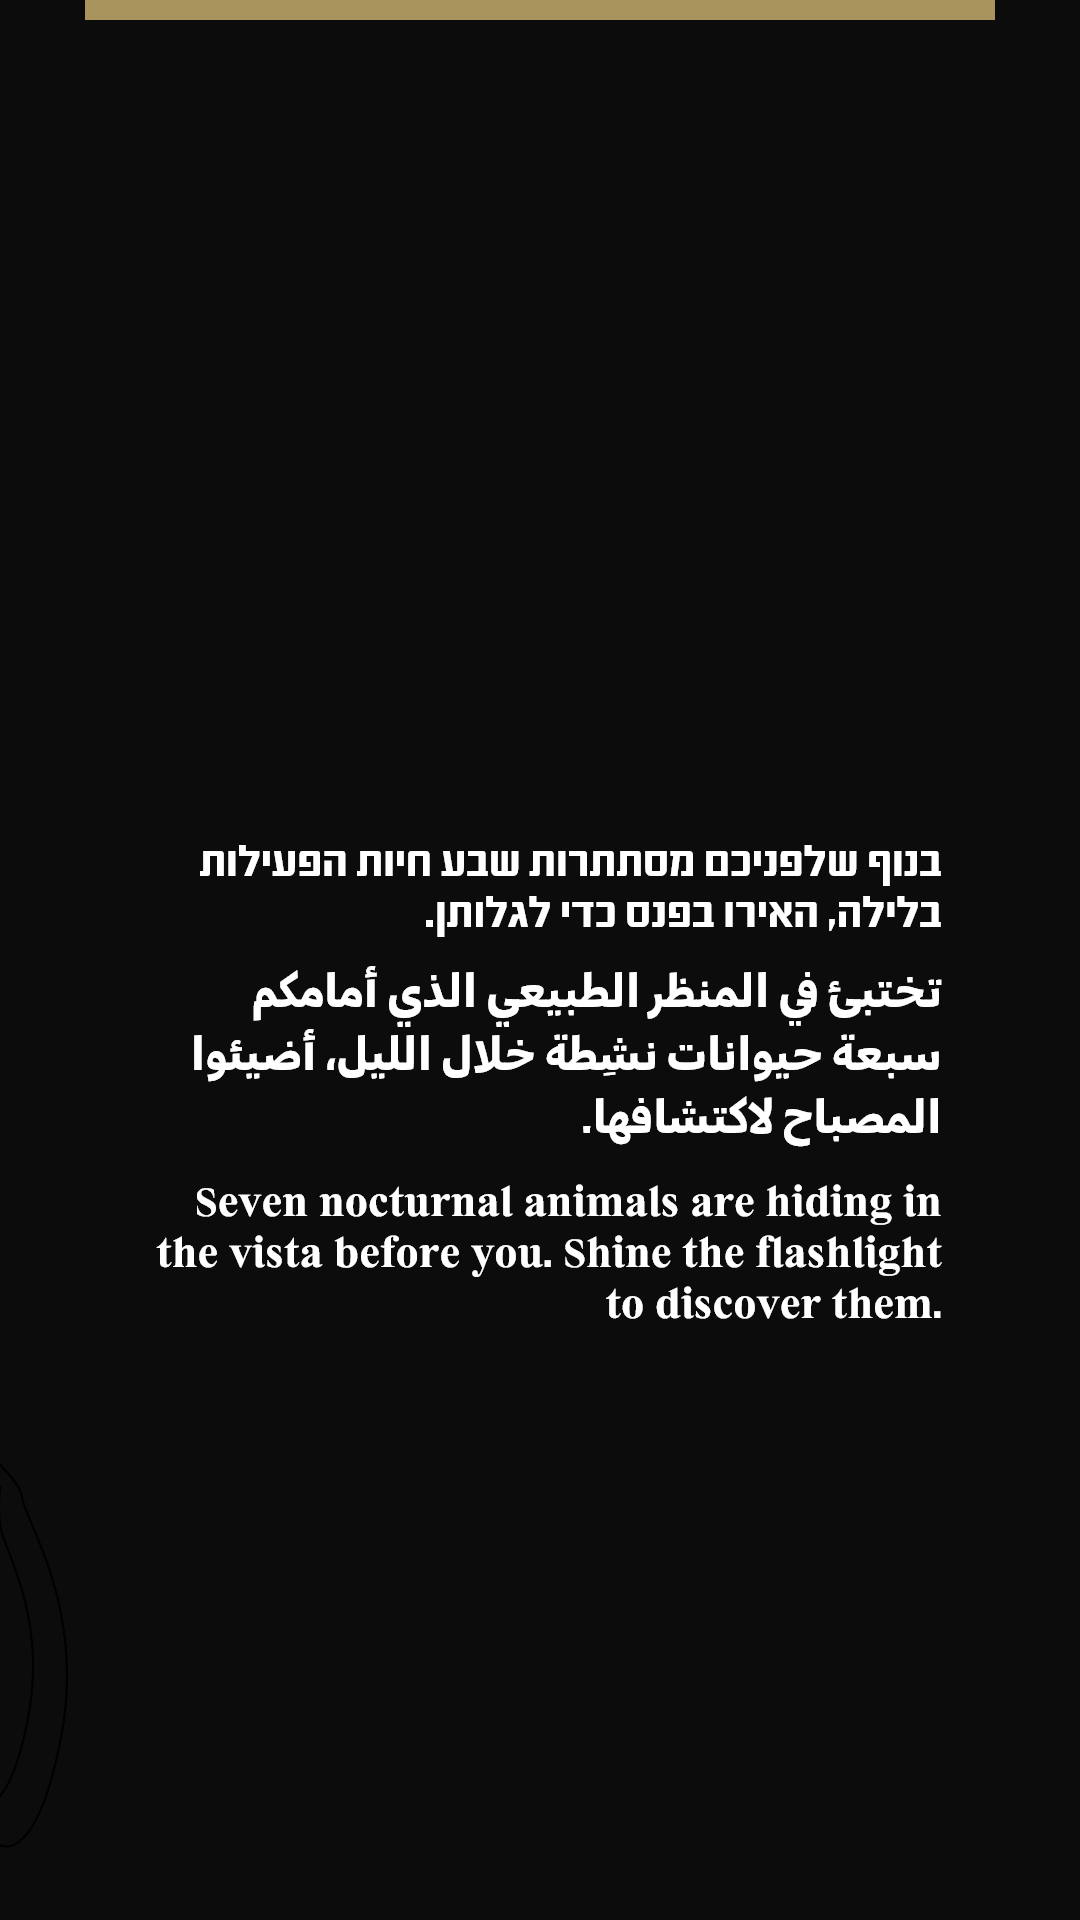 בנוף שלפניכם מסתתרות שבע חיות הפעילות
בלילה, האירו בפנס כדי לגלותן.
تختبئ في المنظر الطبيعي الذي أمامكم
سبعة حيوانات نشِطة خلال الليل، أضيئوا
المصباح لاكتشافها.
Seven nocturnal animals are hiding in
the vista before you. Shine the flashlight
to discover them.